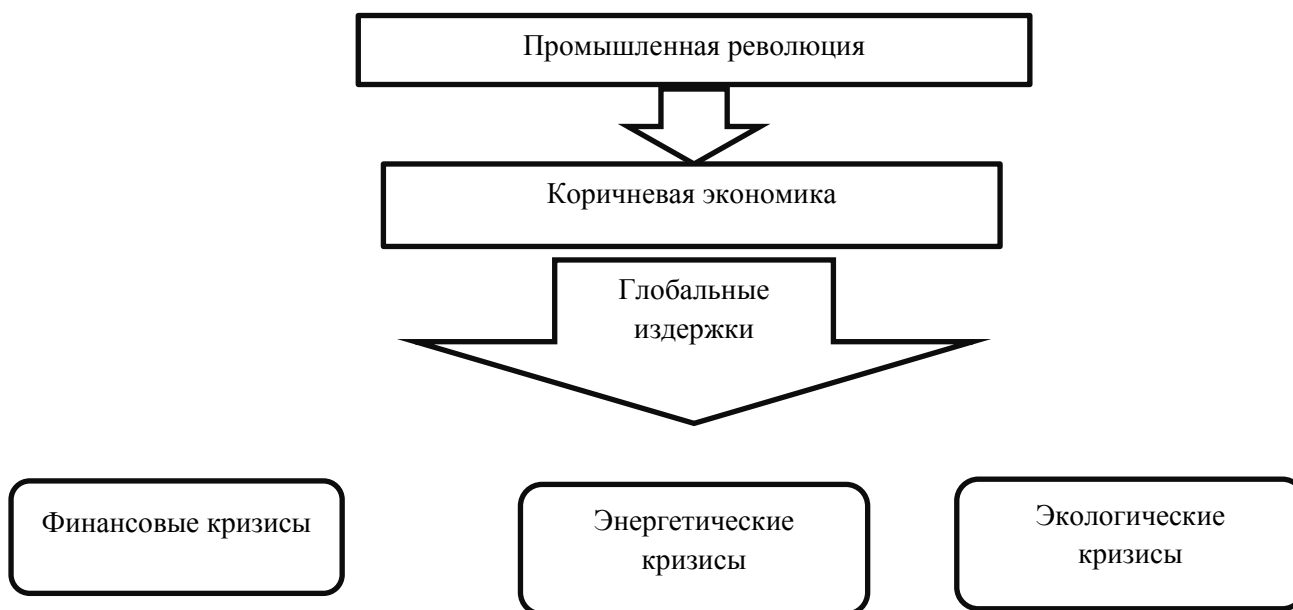 Промышленная революция
Коричневая экономика
Глобальные
издержки
Финансовые кризисы
Энергетические
кризисы
Экологические
кризисы